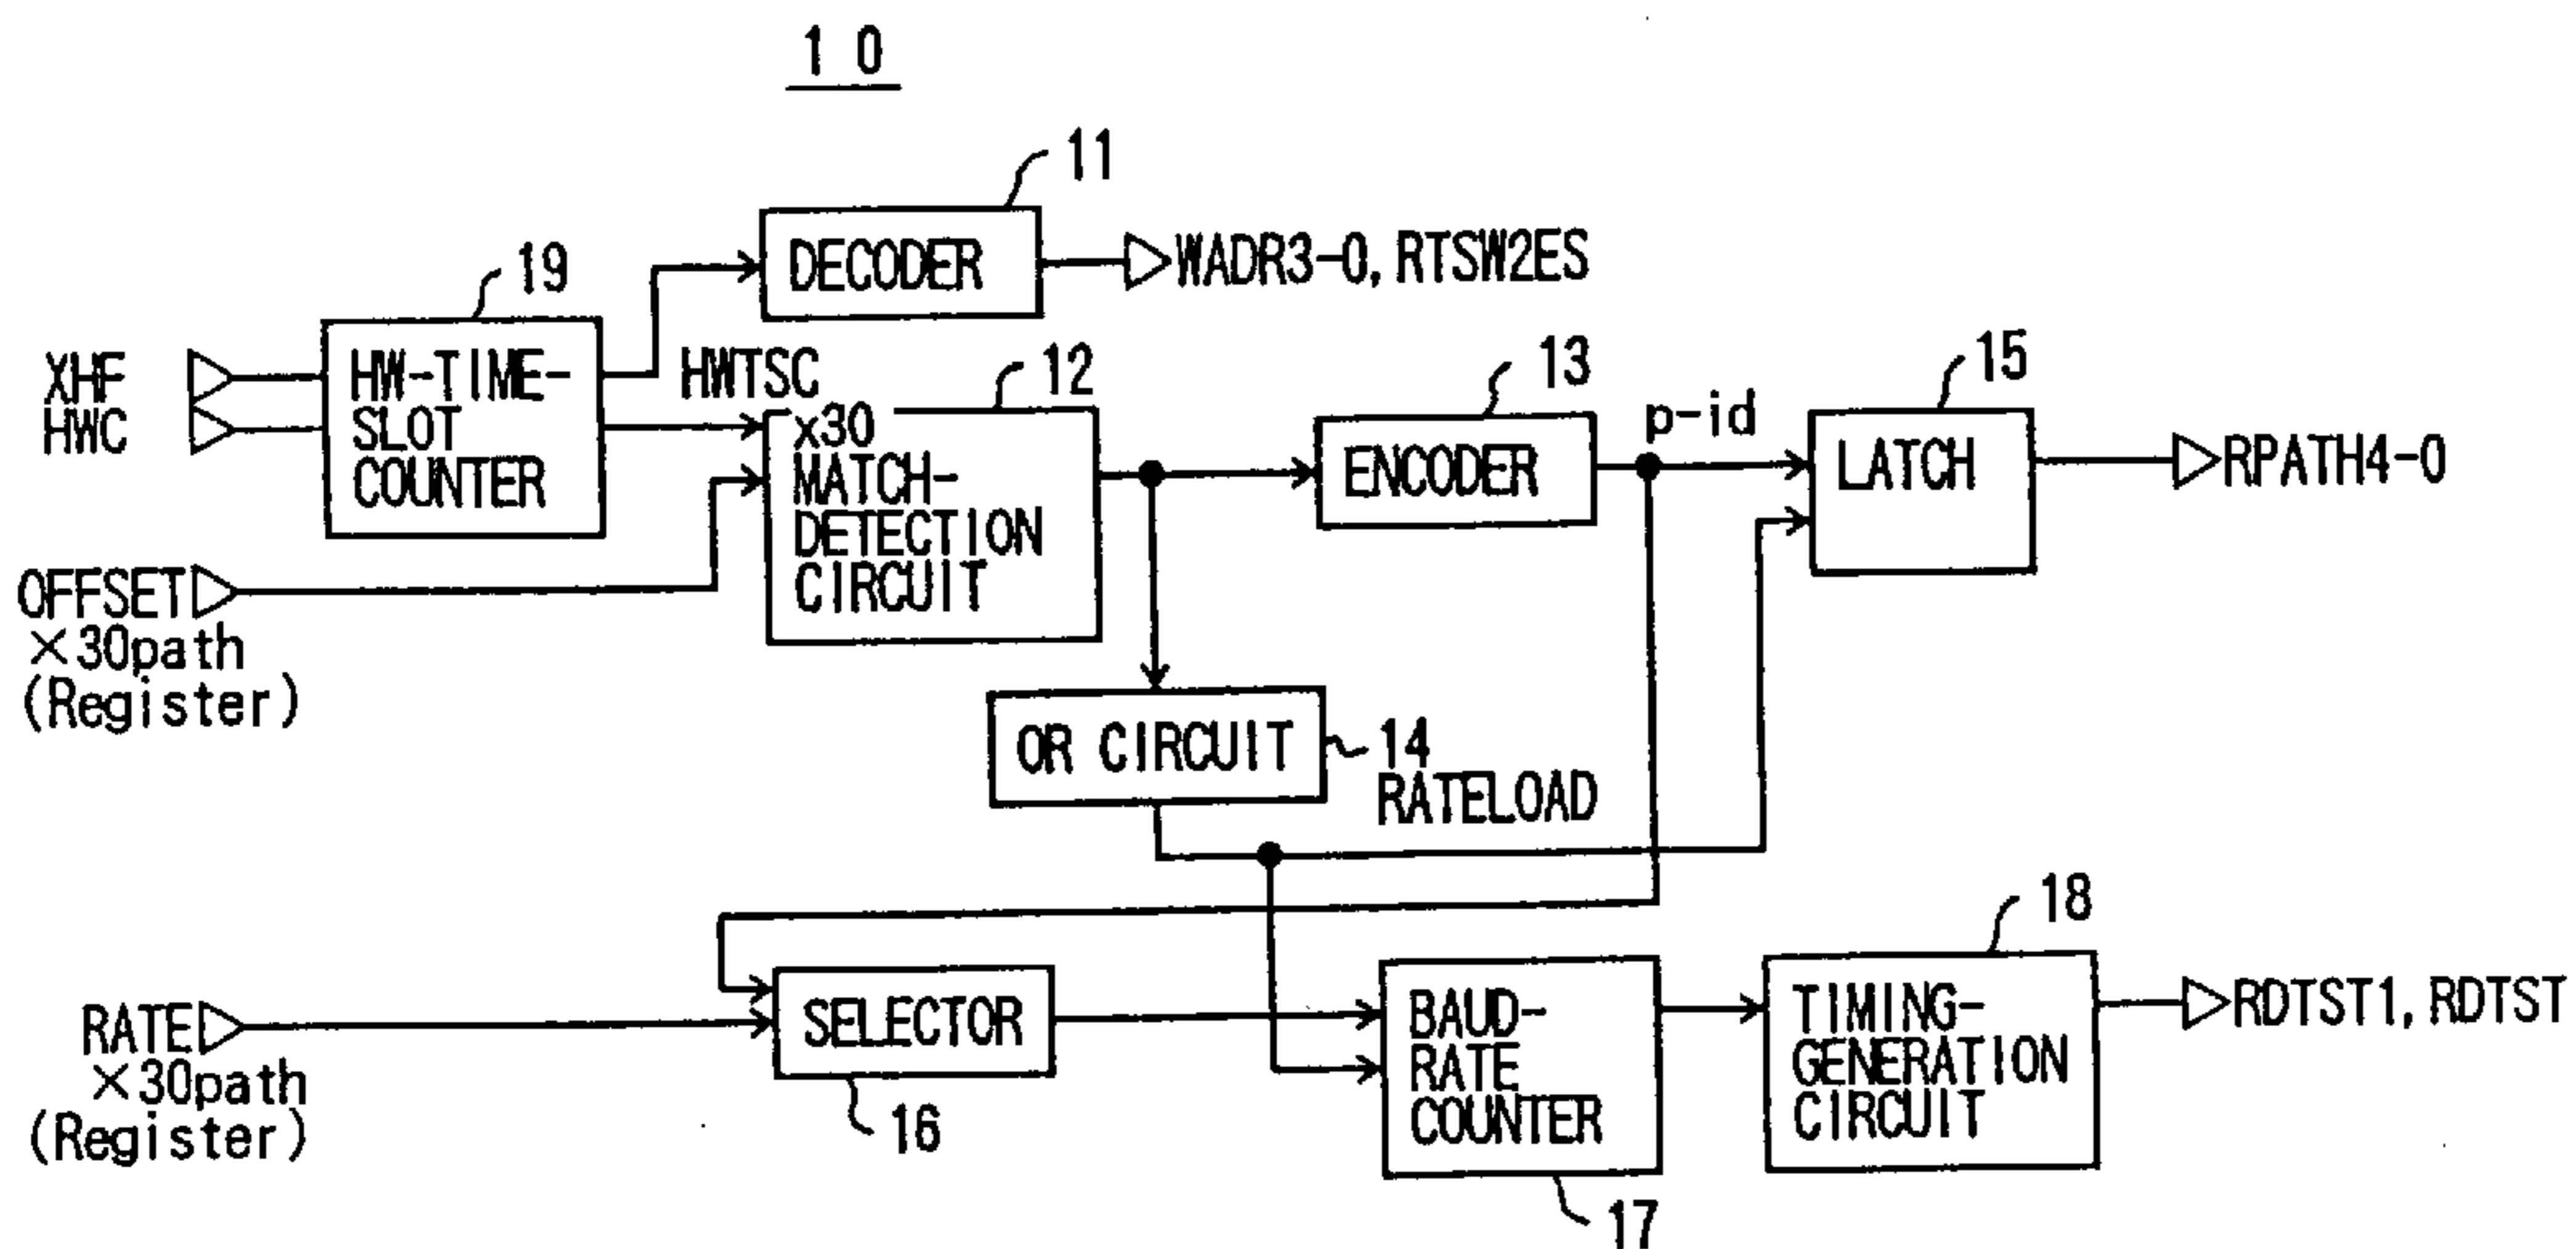 1 0
11
DECODER
WADR3-0, RTSW2ES
19
HW-TIME-
SLOT
COUNTER
XHF
HWC
HWTSC
12
x30
MATCH-
DETECTION
CIRCUIT
13
ENCODER
p-id
15
LATCH
RPATH4-0
OFFSET
×30path
(Register)
OR CIRCUIT
14
RATELOAD
RATE
×30path
(Register)
SELECTOR
16
BAUD-
RATE
COUNTER
17
18
TIMING-
GENERATION
CIRCUIT
RDTST1, RDTST